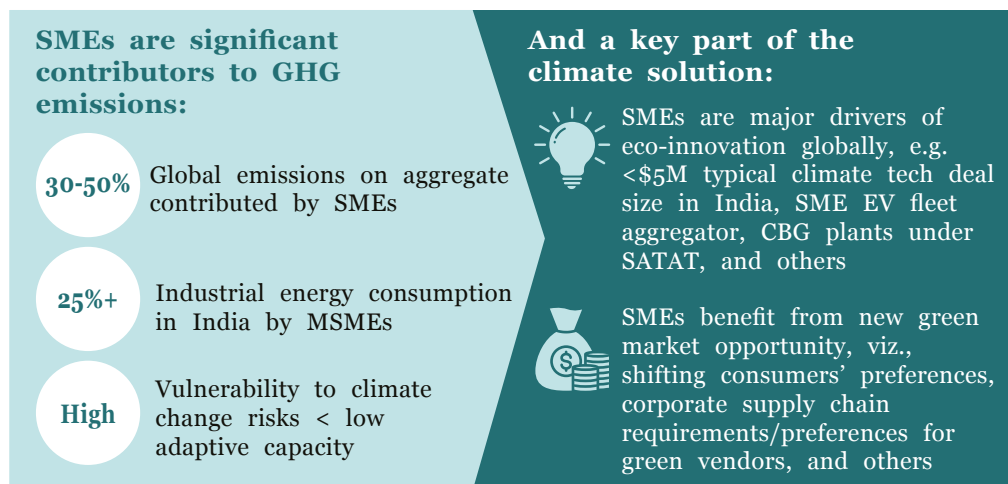 SMEs are significant
contributors to GHG
emissions:
30-50%
Global emissions on aggregate
contributed by SMEs
25%+
Industrial energy consumption
in India by MSMEs
High
Vulnerability to climate
change risks < low
adaptive capacity
And a key part of the
climate solution:
SMEs are major drivers of
eco-innovation globally, e.g.
<$5M typical climate tech deal
size in India, SME EV fleet
aggregator, CBG plants under
SATAT, and others
$
SMEs benefit from new green
market opportunity, viz.,
shifting consumers’ preferences,
corporate supply chain
requirements/preferences for
green vendors, and others